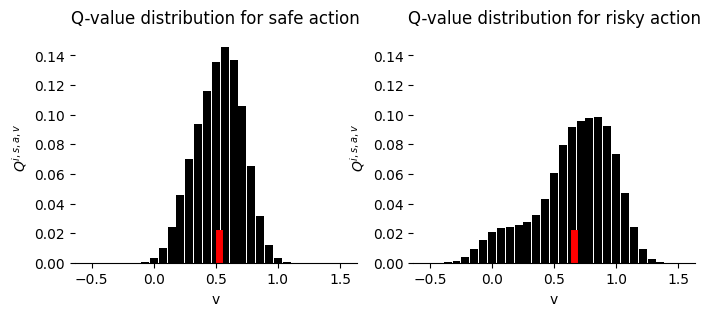 Q-value distribution for safe action
0.14
0.12
0.10
0.08
0.06
0.04
0.02
0.00
Q^{i, s, a, v}
−0.5 0.0 0.5 1.0 1.5
v
Q-value distribution for risky action
0.14
0.12
0.10
0.08
0.06
0.04
0.02
0.00
Q^{i, s, a, v}
−0.5 0.0 0.5 1.0 1.5
v